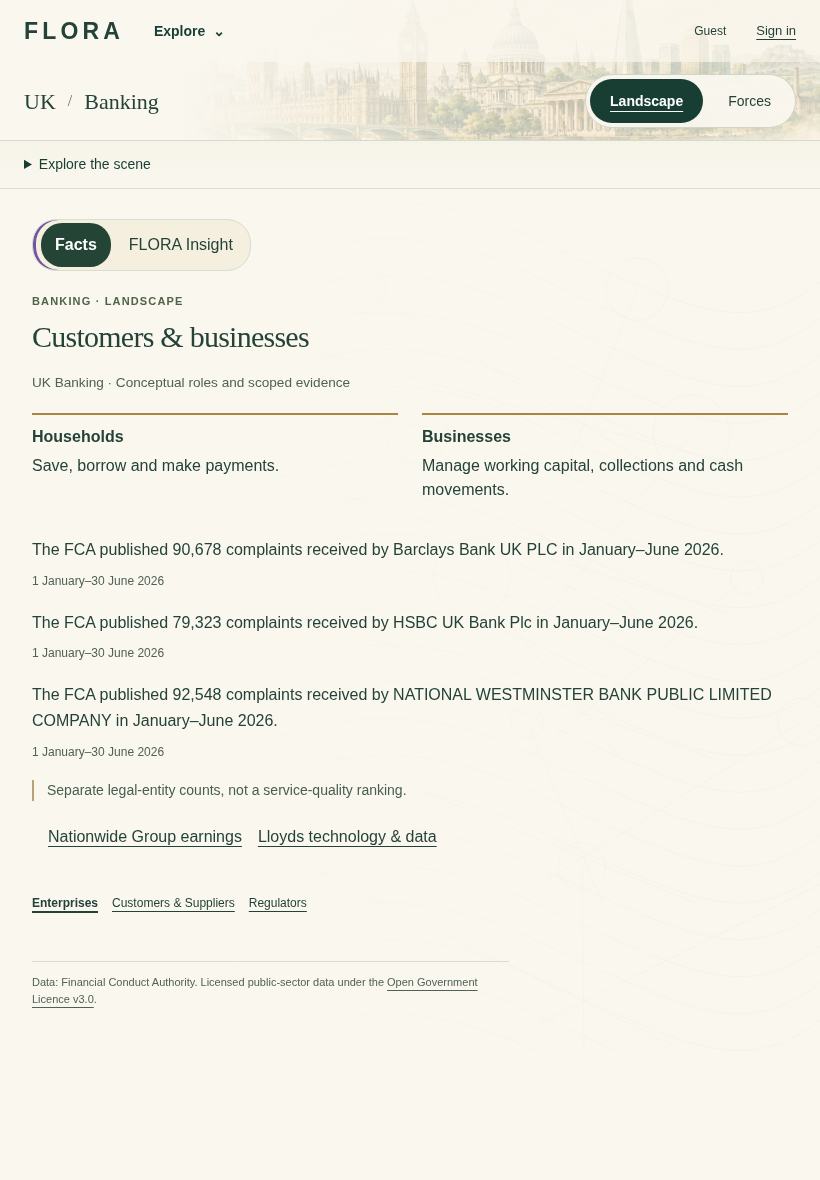 FLORA
Explore
Guest
Sign in
UK / Banking
Landscape
Forces
Explore the scene
Facts
FLORA Insight
BANKING · LANDSCAPE
Customers & businesses
UK Banking · Conceptual roles and scoped evidence
Households
Save, borrow and make payments.
Businesses
Manage working capital, collections and cash
movements.
The FCA published 90,678 complaints received by Barclays Bank UK PLC in January–June 2026.
1 January–30 June 2026
The FCA published 79,323 complaints received by HSBC UK Bank Plc in January–June 2026.
1 January–30 June 2026
The FCA published 92,548 complaints received by NATIONAL WESTMINSTER BANK PUBLIC LIMITED
COMPANY in January–June 2026.
1 January–30 June 2026
Separate legal-entity counts, not a service-quality ranking.
Nationwide Group earnings
Lloyds technology & data
Enterprises
Customers & Suppliers
Regulators
Data: Financial Conduct Authority. Licensed public-sector data under the Open Government
Licence v3.0.